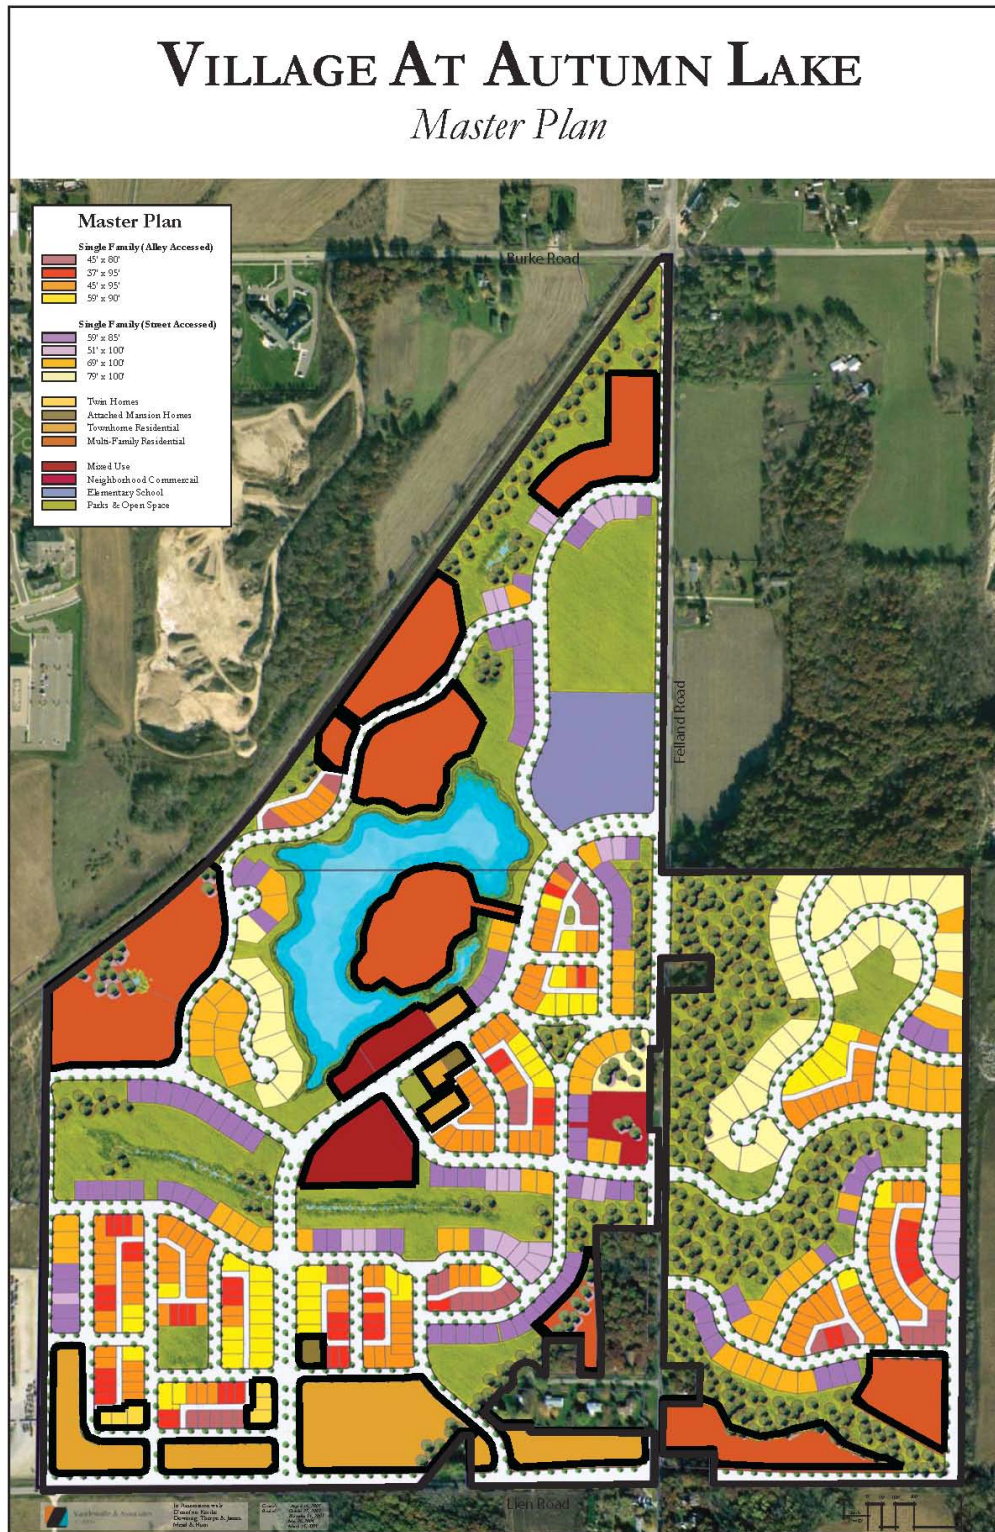 VILLAGE AT AUTUMN LAKE
Master Plan
Master Plan
Single Family (Alley Accessed)
45' x 80'
37' x 95'
45' x 95'
59' x 90'
Single Family (Street Accessed)
59' x 85'
51' x 100'
69' x 100'
79' x 100'
Twin Homes
Attached Mansion Homes
Townhome Residential
Multi-Family Residential
Mixed Use
Neighborhood Commercail
Elementary School
Parks & Open Space
Burke Road
Felland Road
Lien Road